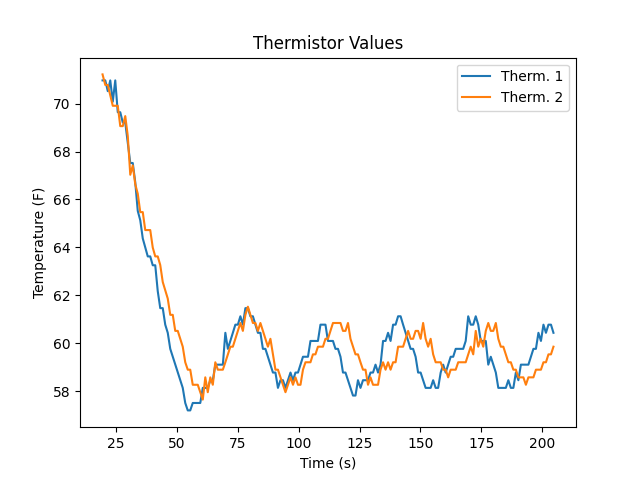 Thermistor Values
Therm. 1
Therm. 2
Temperature (F)
70
68
66
64
62
60
58
25 50 75 100 125 150 175 200
Time (s)